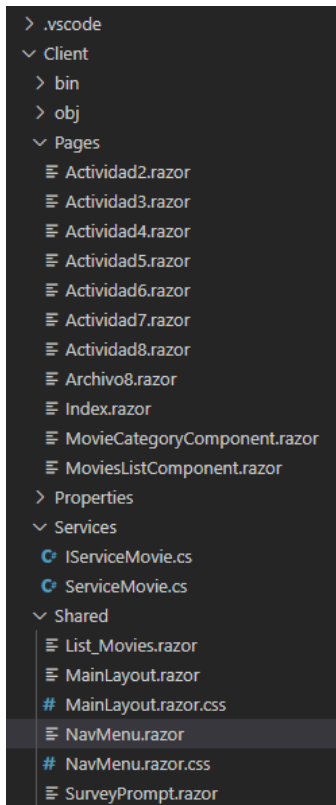 .vscode
Client
bin
obj
Pages
Actividad2.razor
Actividad3.razor
Actividad4.razor
Actividad5.razor
Actividad6.razor
Actividad7.razor
Actividad8.razor
Archivo8.razor
Index.razor
MovieCategoryComponent.razor
MoviesListComponent.razor
Properties
Services
C# IServiceMovie.cs
C# ServiceMovie.cs
Shared
List_Movies.razor
MainLayout.razor
# MainLayout.razor.css
NavMenu.razor
# NavMenu.razor.css
SurveyPrompt.razor